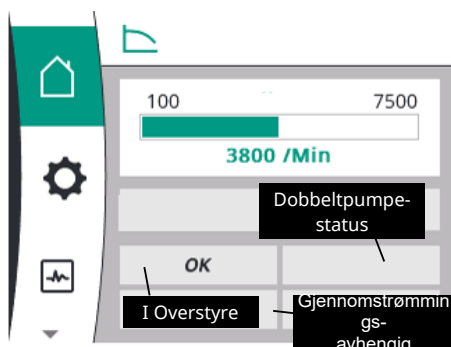 100 7500
3800 /Min
Dobbeltpumpe-
status
OK
I Overstyre
Gjennomstrømmin
gs-
avhengig